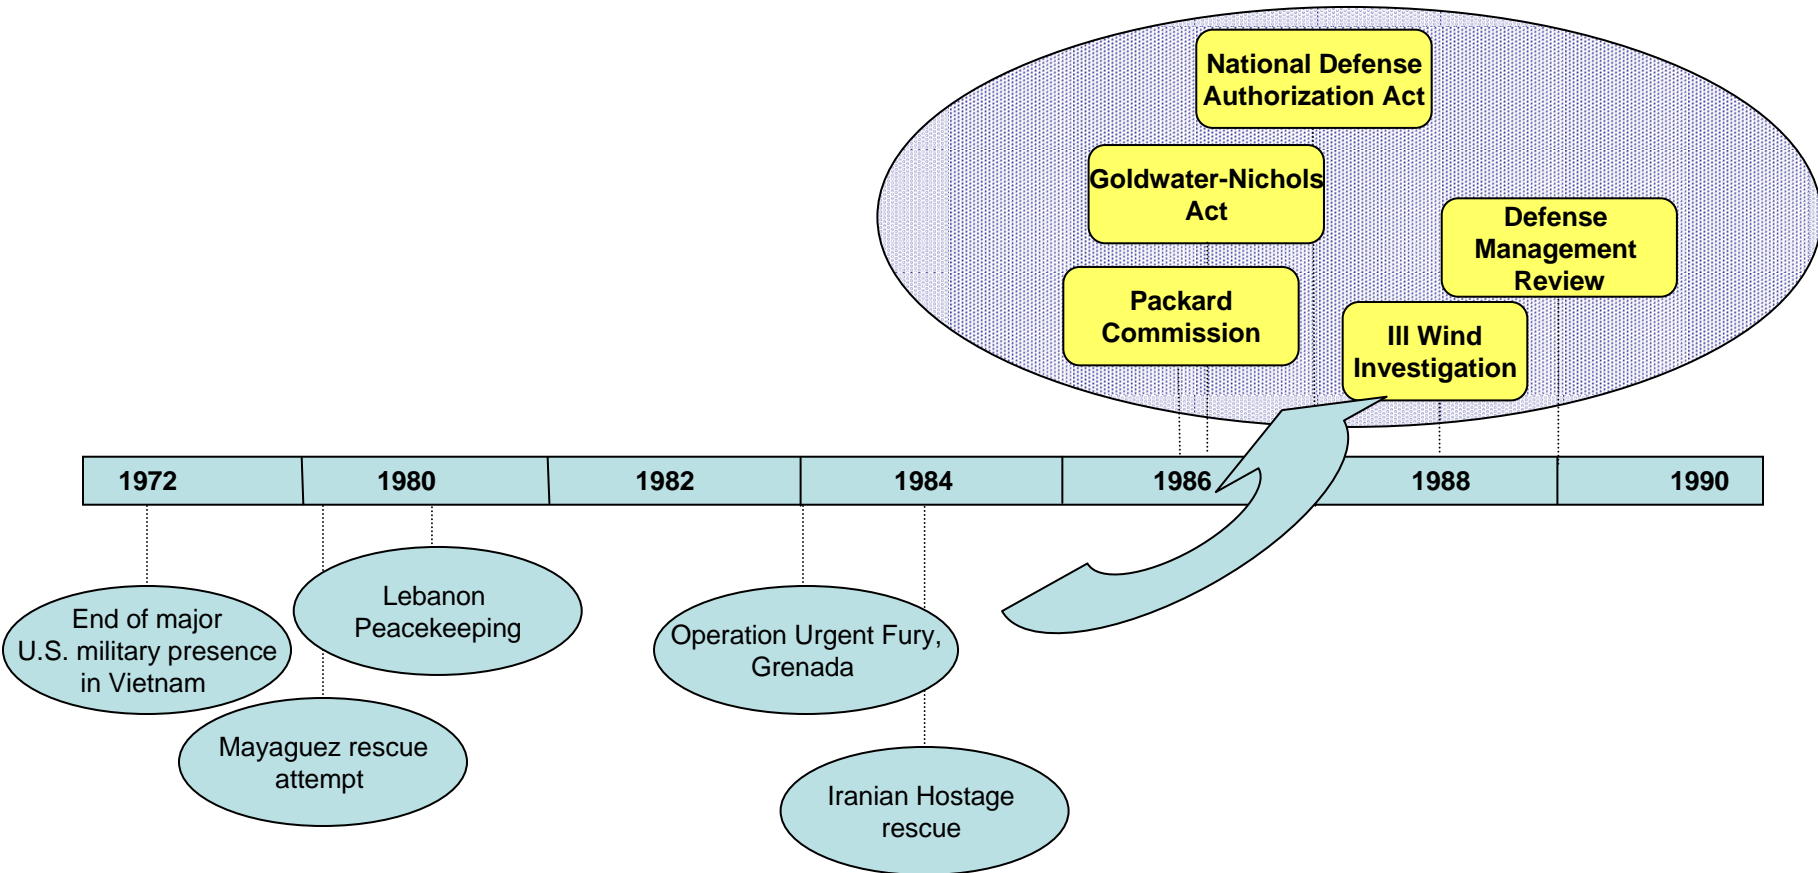 National Defense
Authorization Act
Goldwater-Nichols
Act
Defense
Management
Review
Packard
Commission
Ill Wind
Investigation
1972
1980
1982
1984
1986
1988
1990
Lebanon
Peacekeeping
End of major
U.S. military presence
in Vietnam
Operation Urgent Fury,
Grenada
Mayaguez rescue
attempt
Iranian Hostage
rescue